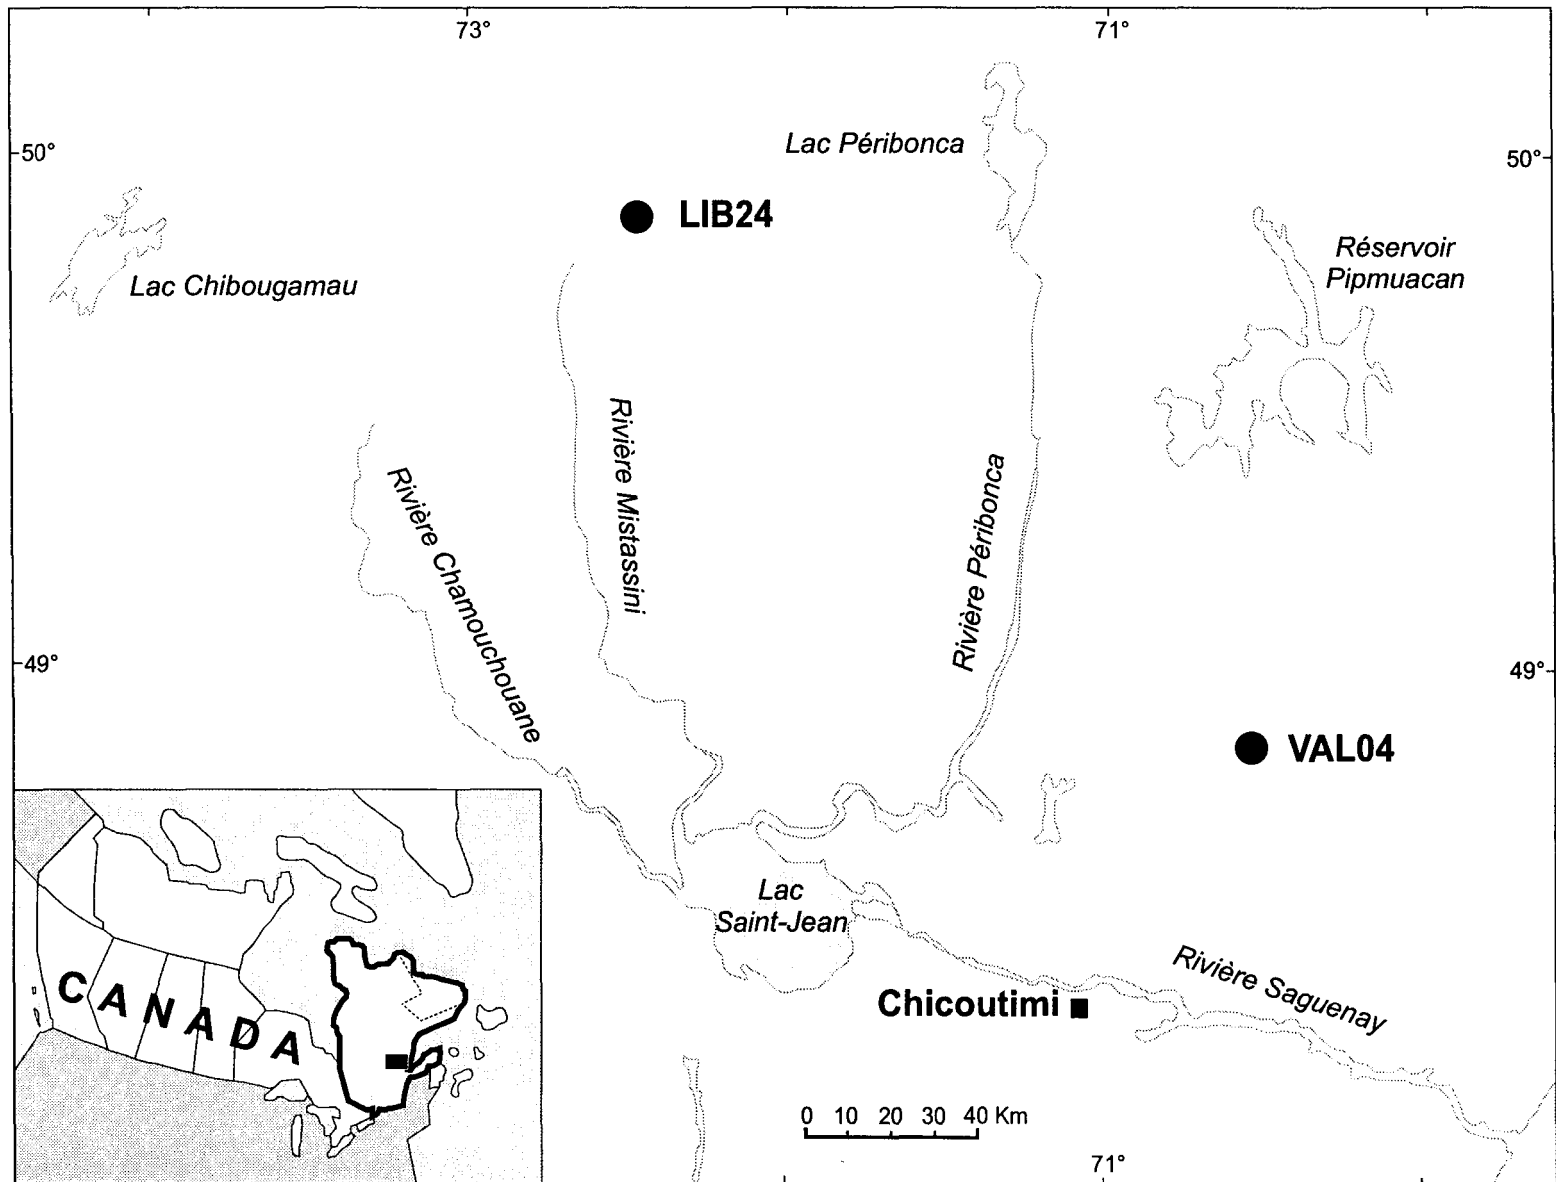 73°
71°
Lac Péribonca
50°
50°
LIB24
Réservoir
Pipmuacan
Lac Chibougamau
Rivière Mistassini
Rivière Péribonca
Rivière Chamouchouane
49°
49°
VAL04
Lac
Saint-Jean
Rivière Saguenay
Chicoutimi
CANADA
0 10 20 30 40 Km
71°